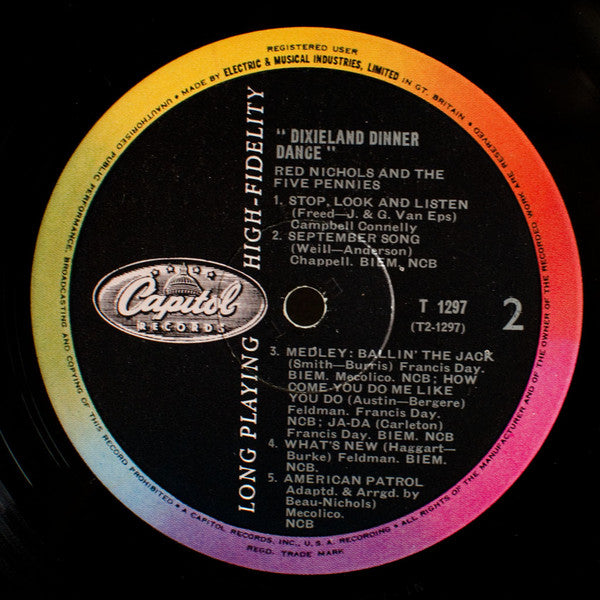 REGISTERED USER
UNAUTHORISED PUBLIC PERFORMANCE, BROADCASTING AND COPYING OF THIS RECORD PROHIBITED • MADE BY ELECTRIC & MUSICAL INDUSTRIES, LIMITED IN GT. BRITAIN • ALL RIGHTS OF THE MANUFACTURER AND OF THE OWNER OF THE RECORDED WORK ARE RESERVED
LONG PLAYING HIGH-FIDELITY
" DIXIELAND DINNER
DANCE "
RED NICHOLS AND THE
FIVE PENNIES
1. STOP, LOOK AND LISTEN
(Freed—J. & G. Van Eps)
Campbell Connelly
2. SEPTEMBER SONG
(Weill—Anderson)
Chappell. BIEM. NCB
Capitol
RECORDS
T 1297
(T2-1297)
2
3. MEDLEY: BALLIN' THE JACK
(Smith—Burris) Francis Day.
BIEM. Mecolico. NCB; HOW
COME YOU DO ME LIKE
YOU DO (Austin—Bergere)
Feldman. Francis Day.
NCB; JA-DA (Carleton)
Francis Day. BIEM. NCB
4. WHAT'S NEW (Haggart—
Burke) Feldman. BIEM.
NCB.
5. AMERICAN PATROL
Adaptd. & Arrgd. by
Beau-Nichols)
Mecolico.
NCB
• A CAPITOL RECORDS, INC., U.S.A. RECORDING •
REGD. TRADE MARK